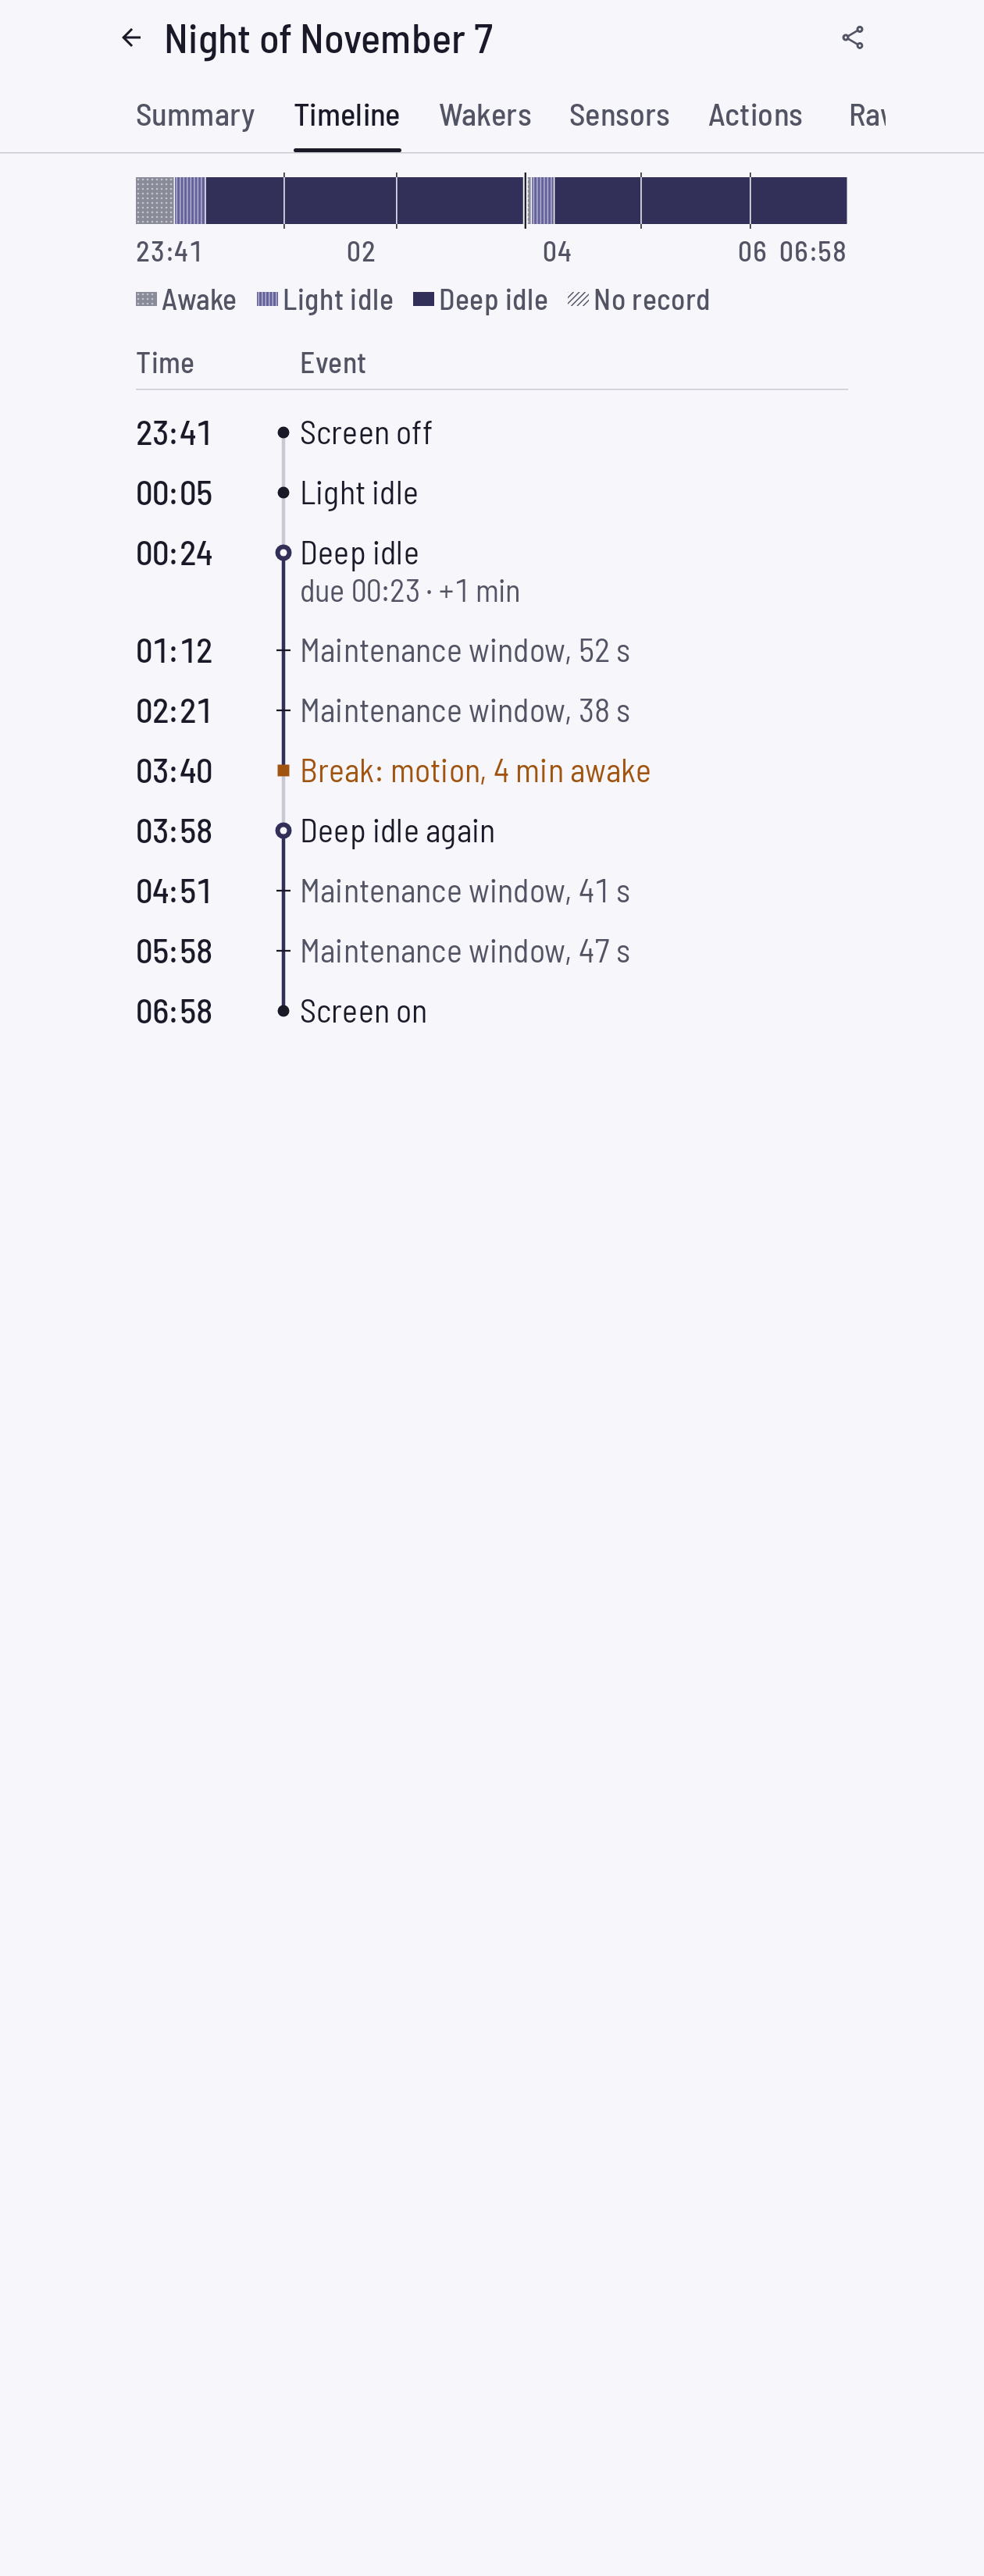 Night of November 7
Summary Timeline Wakers Sensors Actions
23:41 02 04 06 06:58
Awake Light idle Deep idle No record
Time Event
23:41 Screen off
00:05 Light idle
00:24 Deep idle
due 00:23 · +1 min
01:12 Maintenance window, 52 s
02:21 Maintenance window, 38 s
03:40 Break: motion, 4 min awake
03:58 Deep idle again
04:51 Maintenance window, 41 s
05:58 Maintenance window, 47 s
06:58 Screen on